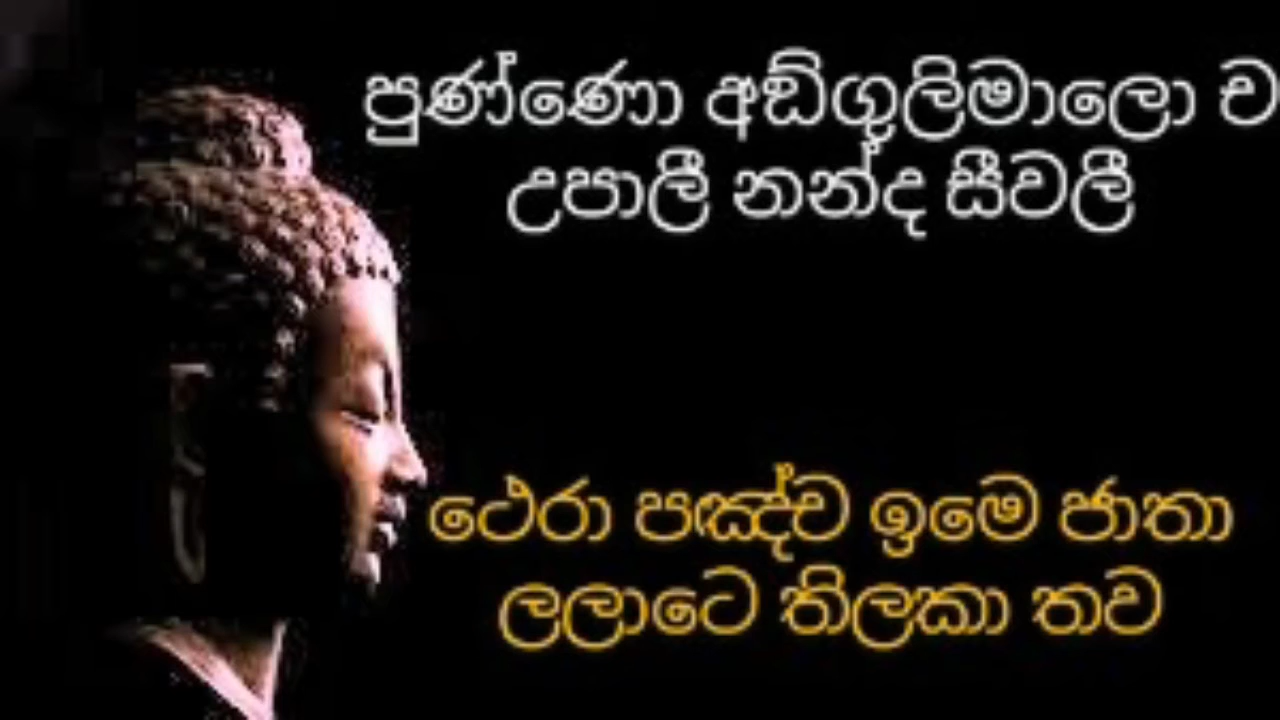 පුණ්ණො අඞ්ගුලිමාලො ච
උපාලී නන්ද සීවලී
ථෙරා පඤ්ච ඉමෙ ජාතා
ලලාටෙ තිලකා තව